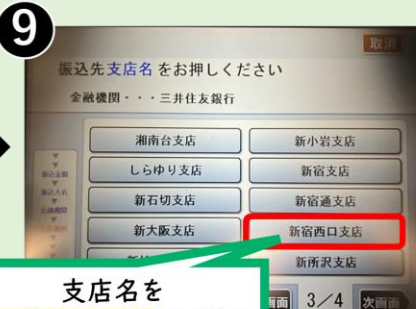 9
取消
振込先支店名 をお押しください
金融機関・・・三井住友銀行
湘南台支店
新小岩支店
しらゆり支店
新宿支店
新石切支店
新宿通支店
新大阪支店
新宿西口支店
新所沢支店
支店名を
画面
3/4
次画面